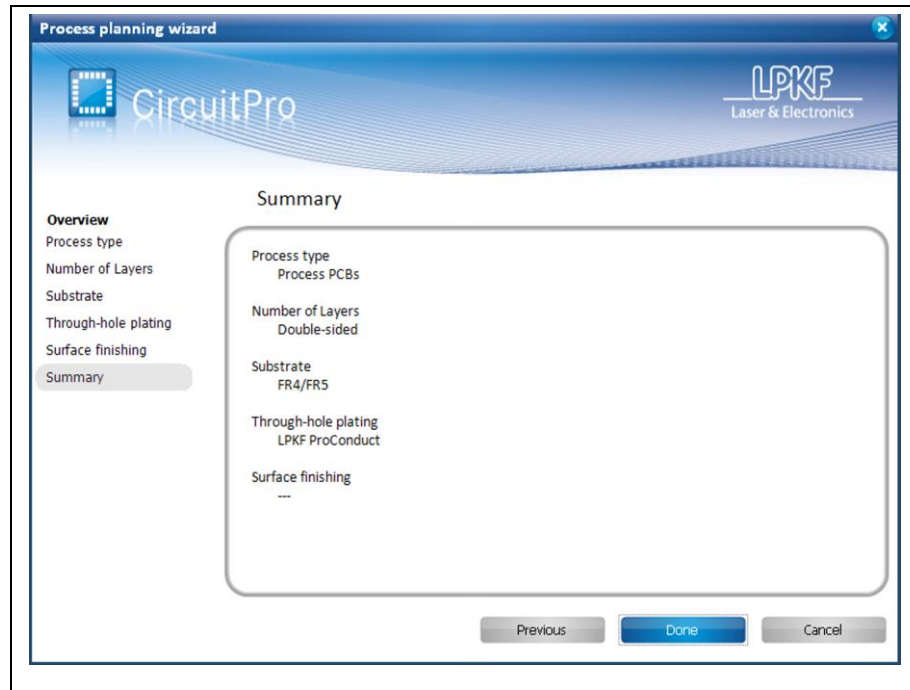 Process planning wizard
CircuitPro
LPKF
Laser & Electronics
Overview
Process type
Number of Layers
Substrate
Through-hole plating
Surface finishing
Summary
Summary
Process type
Process PCBs
Number of Layers
Double-sided
Substrate
FR4/FR5
Through-hole plating
LPKF ProConduct
Surface finishing
---
Previous
Done
Cancel